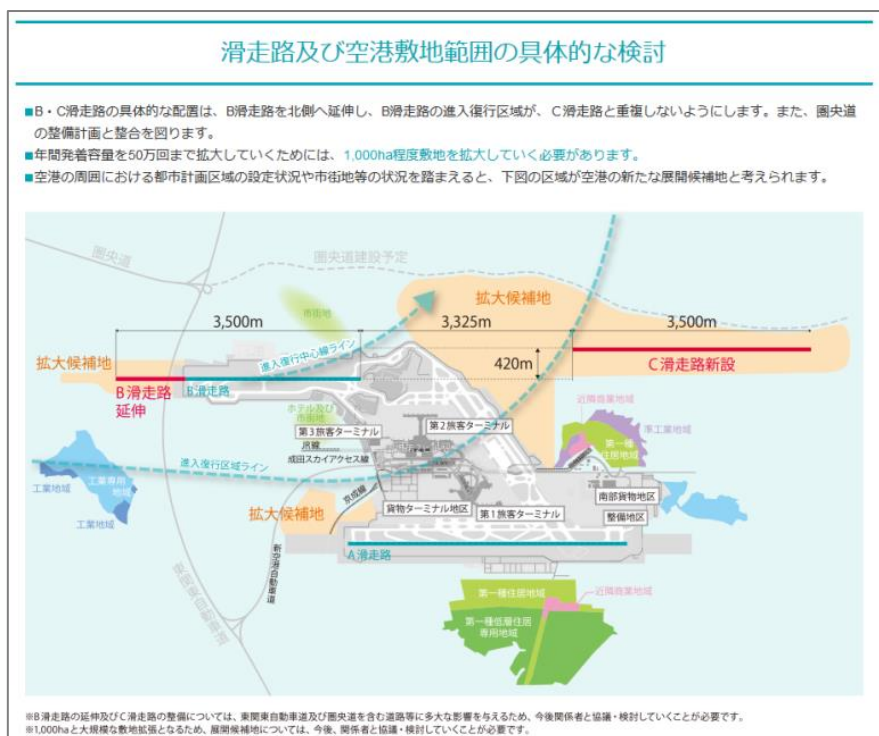 滑走路及び空港敷地範囲の具体的な検討
■B・C滑走路の具体的な配置は、B滑走路を北側へ延伸し、B滑走路の進入復行区域が、C滑走路と重複しないようにします。また、圏央道
の整備計画と整合を図ります。
■年間発着容量を50万回まで拡大していくためには、1,000ha程度敷地を拡大していく必要があります。
■空港の周囲における都市計画区域の設定状況や市街地等の状況を踏まえると、下図の区域が空港の新たな展開候補地と考えられます。
圏央道
圏央道建設予定
拡大候補地
市街地
3,500m
3,325m
3,500m
進入復行中心線ライン
拡大候補地
420m
C滑走路新設
B滑走路
延伸
B滑走路
近隣商業地域
ホテル及び
市街地
準工業地域
第3旅客ターミナル
第2旅客ターミナル
第一種
住居地域
JR線
成田スカイアクセス線
進入復行区域ライン
工業地域
工業専用
地域
工業地域
京成線
南部貨物地区
拡大候補地
貨物ターミナル地区
第1旅客ターミナル
整備地区
新空港自動車道
A滑走路
東関東自動車道
第一種住居地域
近隣商業地域
第一種低層住居
専用地域
※B滑走路の延伸及びC滑走路の整備については、東関東自動車道及び圏央道を含む道路等に多大な影響を与えるため、今後関係者と協議・検討していくことが必要です。
※1,000haと大規模な敷地拡張となるため、展開候補地については、今後、関係者と協議・検討していくことが必要です。